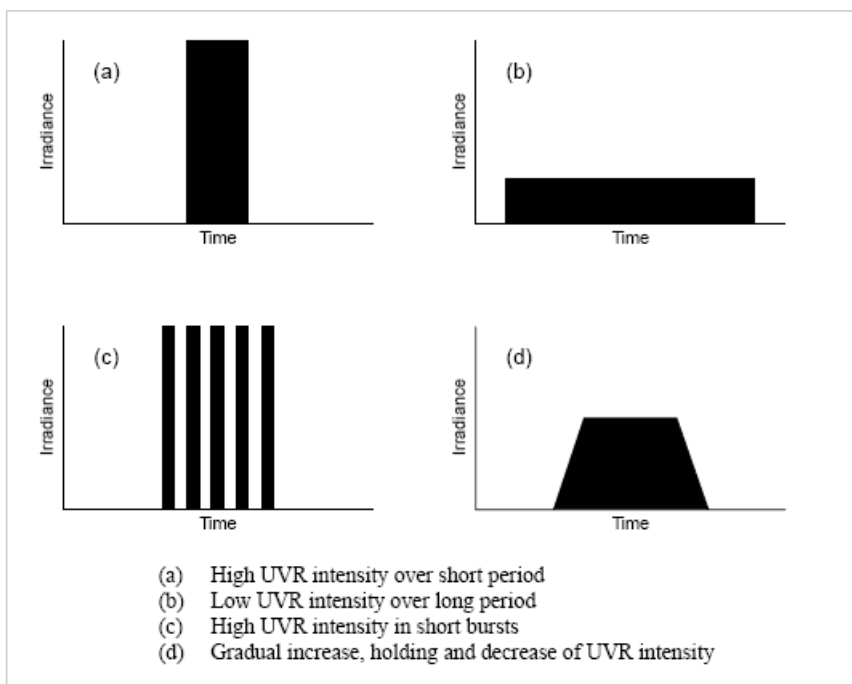 (a)
Irradiance
Time
(b)
Irradiance
Time
(c)
Irradiance
Time
(d)
Irradiance
Time
(a) High UVR intensity over short period
(b) Low UVR intensity over long period
(c) High UVR intensity in short bursts
(d) Gradual increase, holding and decrease of UVR intensity